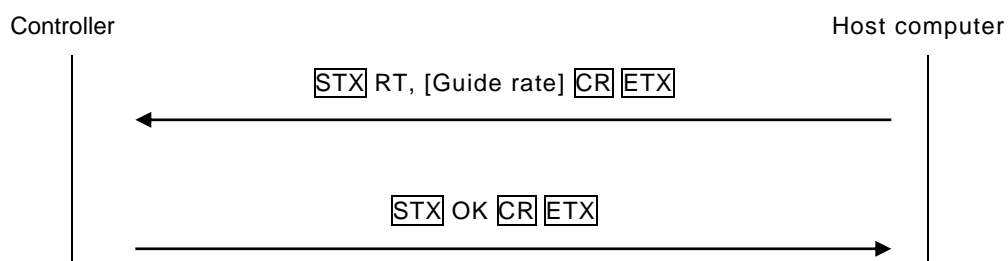 Controller Host computer
STX RT, [Guide rate] CR ETX
STX OK CR ETX